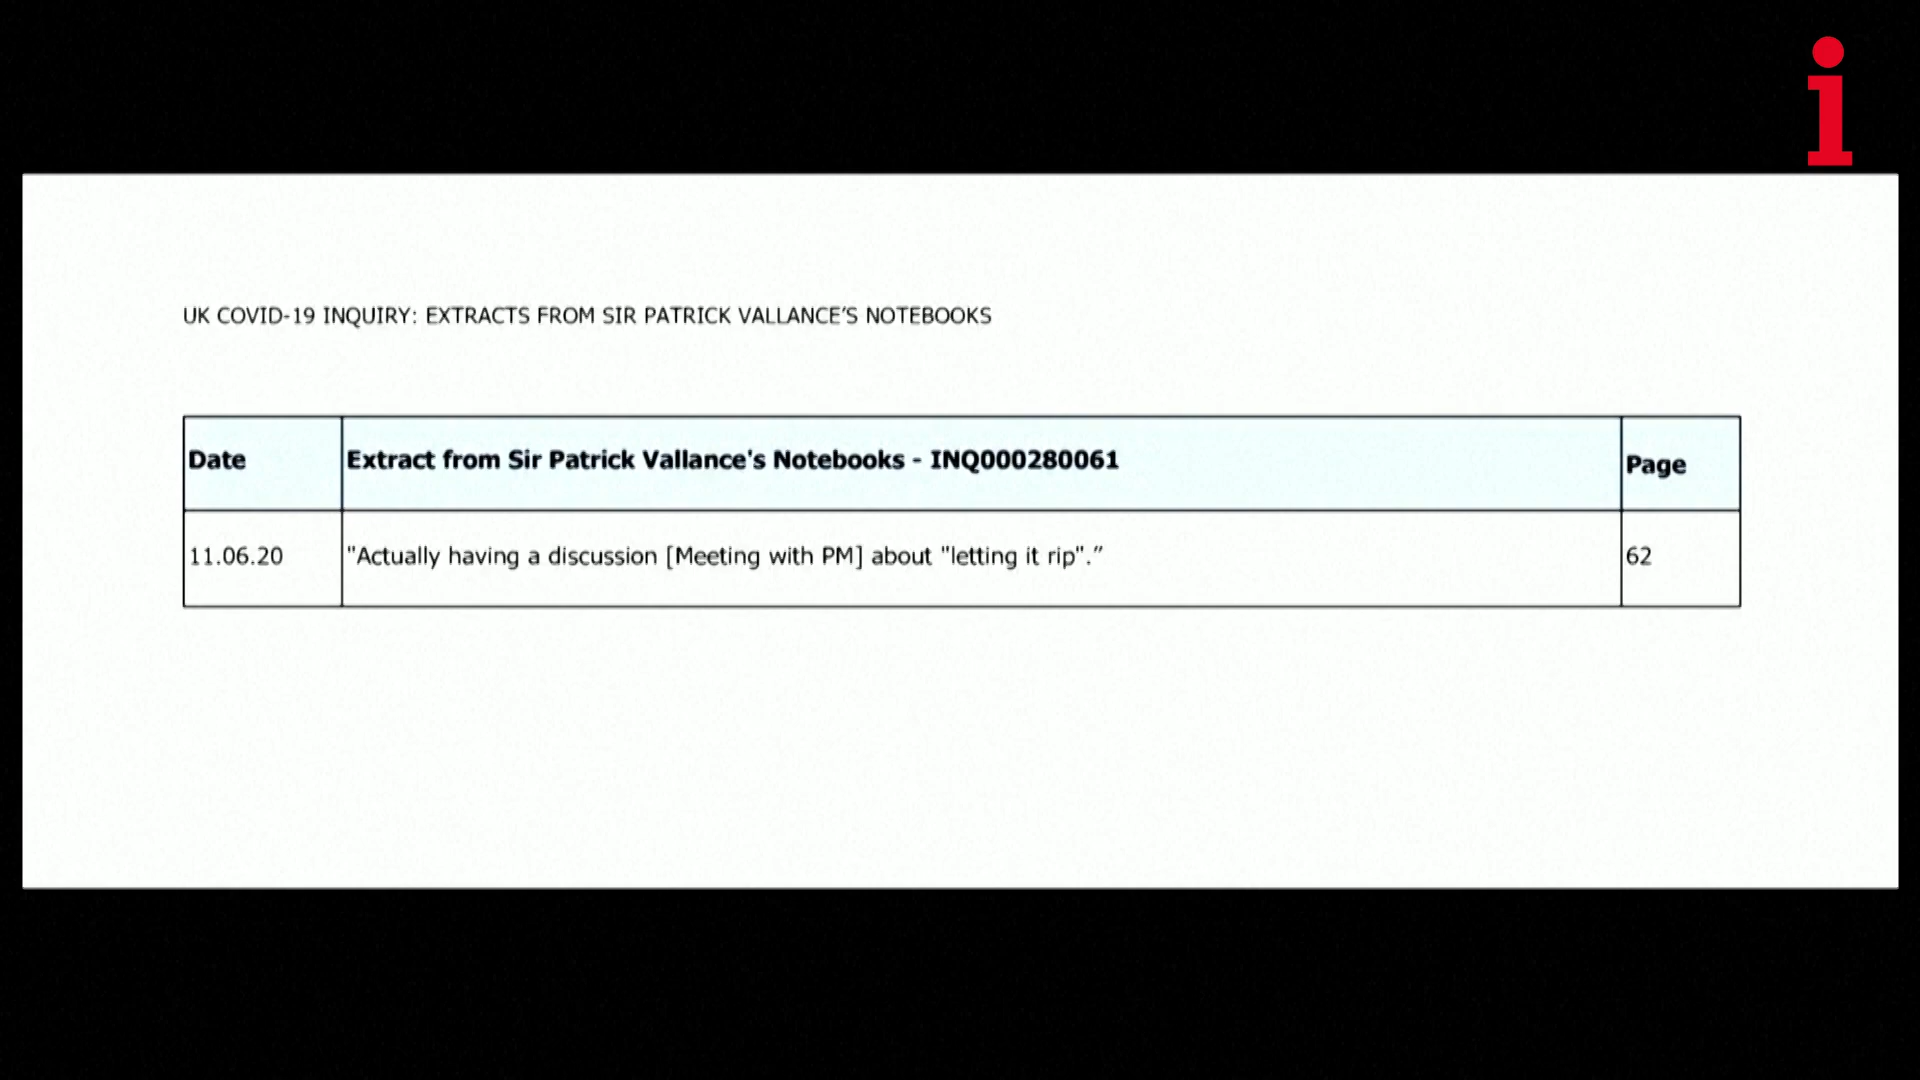 i
UK COVID-19 INQUIRY: EXTRACTS FROM SIR PATRICK VALLANCE’S NOTEBOOKS
Date Extract from Sir Patrick Vallance's Notebooks - INQ000280061 Page
11.06.20 "Actually having a discussion [Meeting with PM] about "letting it rip".” 62